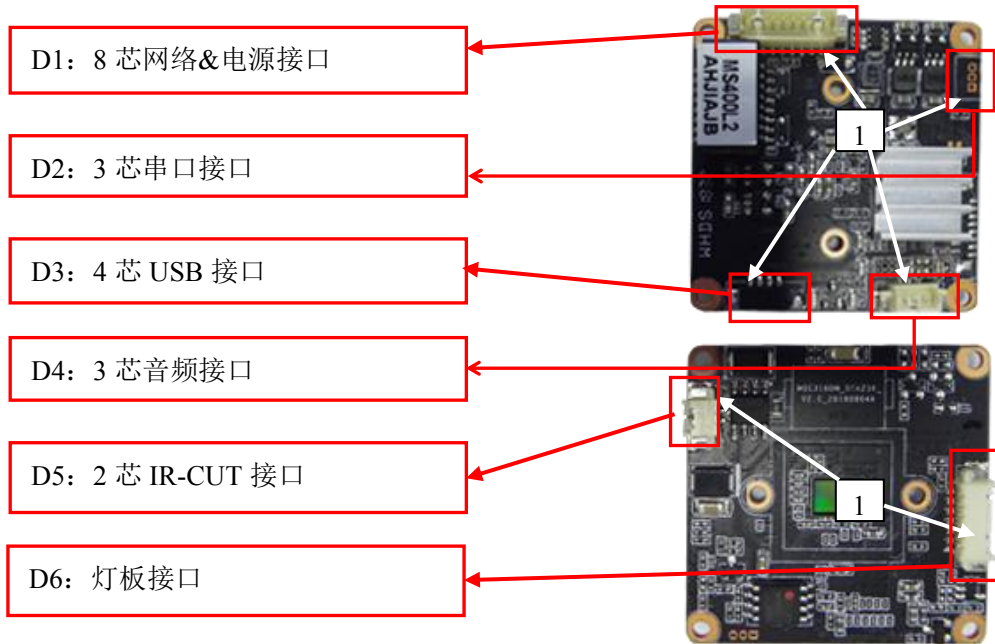 D1：8 芯网络&电源接口
D2：3 芯串口接口
D3：4 芯 USB 接口
D4：3 芯音频接口
D5：2 芯 IR-CUT 接口
D6：灯板接口
MS400L2
AHJIAJB
1
1